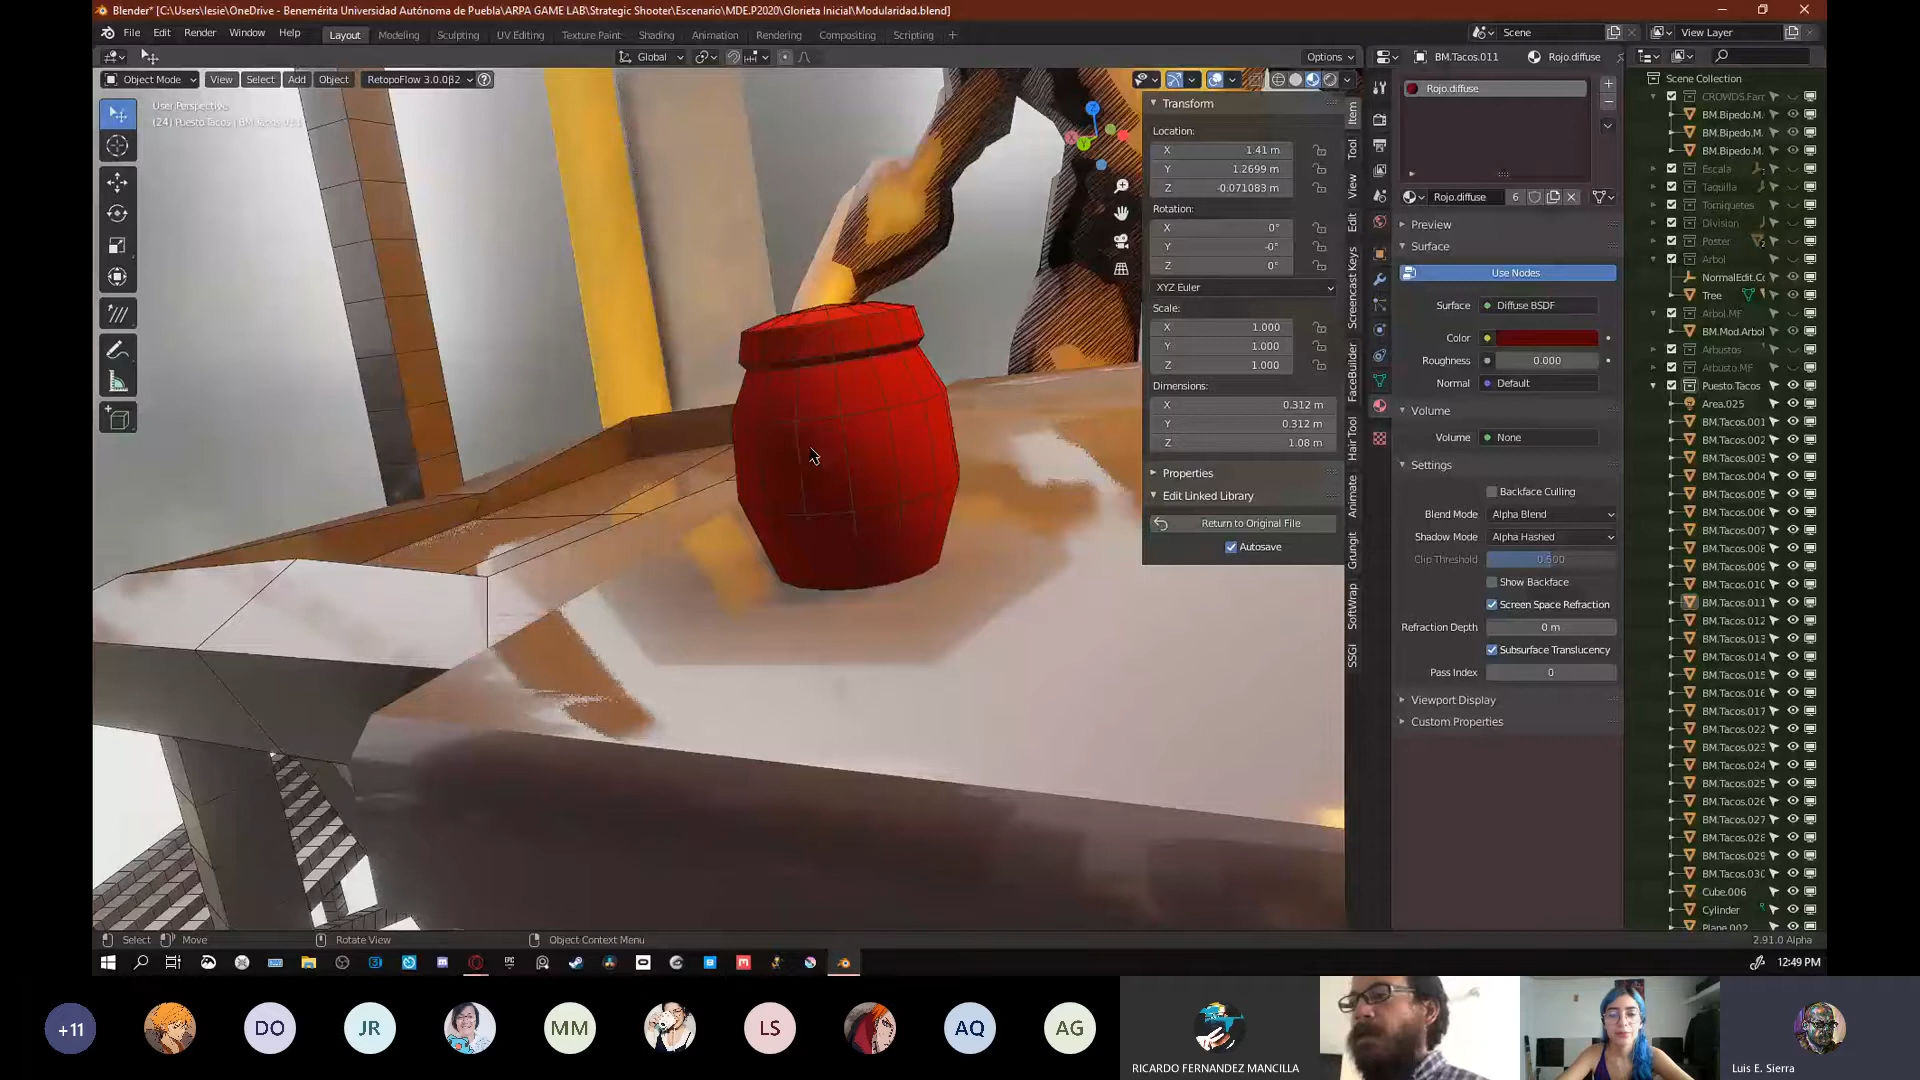 Blender* [C:\Users\lesie\OneDrive - Benemérita Universidad Autónoma de Puebla\ARPA GAME LAB\Strategic Shooter\Escenario\MDE.P2020\Glorieta Inicial\Modularidad.blend]
File Edit Render Window Help Layout Modeling Sculpting UV Editing Texture Paint Shading Animation Rendering Compositing Scripting + Scene View Layer
Global Options BM.Tacos.011 Rojo.diffuse
Object Mode View Select Add Object RetopoFlow 3.0.0β2
User Perspective
(24) Puesto.Tacos | BM.Tacos.011
Z
X
Y
Transform
Location:
X 1.41 m
Y 1.2699 m
Z -0.071083 m
Rotation:
X 0°
Y -0°
Z 0°
XYZ Euler
Scale:
X 1.000
Y 1.000
Z 1.000
Dimensions:
X 0.312 m
Y 0.312 m
Z 1.08 m
Properties
Edit Linked Library
Return to Original File
Autosave
Item
Tool
View
Edit
Screencast Keys
FaceBuilder
Hair Tool
Animate
Grungit
SoftWrap
SSGI
Rojo.diffuse
Rojo.diffuse 6
Preview
Surface
Use Nodes
Surface Diffuse BSDF
Color
Roughness 0.000
Normal Default
Volume
Volume None
Settings
Backface Culling
Blend Mode Alpha Blend
Shadow Mode Alpha Hashed
Clip Threshold 0.500
Show Backface
Screen Space Refraction
Refraction Depth 0 m
Subsurface Translucency
Pass Index 0
Viewport Display
Custom Properties
Scene Collection
CROWDS.Fam
BM.Bipedo.M.
BM.Bipedo.M.
BM.Bipedo.M.
Escala
Taquilla
Torniquetes
Division
Poster
Arbol
NormalEdit.Co
Tree
Arbol.MF
BM.Mod.Arbol
Arbustos
Arbusto.MF
Puesto.Tacos
Area.025
BM.Tacos.001
BM.Tacos.002
BM.Tacos.003
BM.Tacos.004
BM.Tacos.005
BM.Tacos.006
BM.Tacos.007
BM.Tacos.008
BM.Tacos.009
BM.Tacos.010
BM.Tacos.011
BM.Tacos.012
BM.Tacos.013
BM.Tacos.014
BM.Tacos.015
BM.Tacos.016
BM.Tacos.017
BM.Tacos.022
BM.Tacos.023
BM.Tacos.024
BM.Tacos.025
BM.Tacos.026
BM.Tacos.027
BM.Tacos.028
BM.Tacos.029
BM.Tacos.030
Cube.006
Cylinder
Plane.002
Select Move Rotate View Object Context Menu 2.91.0 Alpha
12:49 PM
+11 DO JR MM LS AQ AG
RICARDO FERNANDEZ MANCILLA Luis E. Sierra